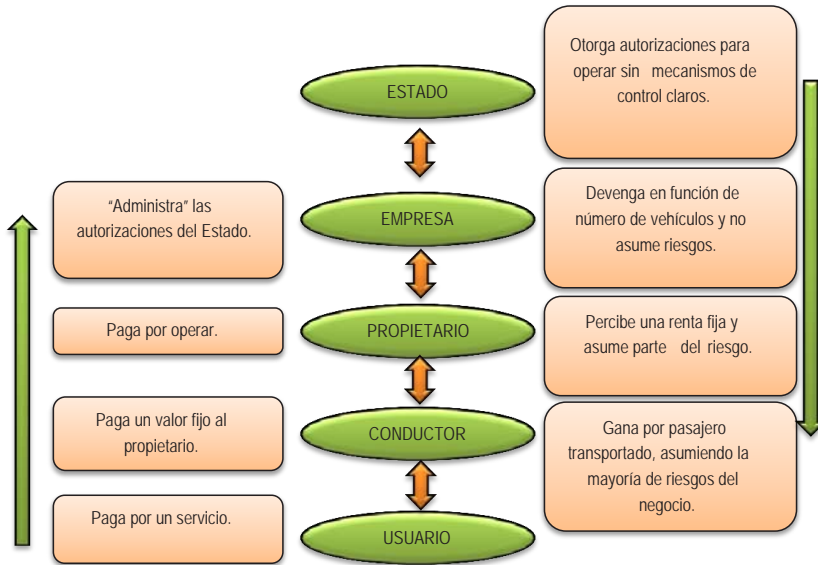 ESTADO
Otorga autorizaciones para
operar sin mecanismos de
control claros.
“Administra” las
autorizaciones del Estado.
EMPRESA
Devenga en función de
número de vehículos y no
asume riesgos.
Paga por operar.
PROPIETARIO
Percibe una renta fija y
asume parte del riesgo.
Paga un valor fijo al
propietario.
CONDUCTOR
Gana por pasajero
transportado, asumiendo la
mayoría de riesgos del
negocio.
Paga por un servicio.
USUARIO